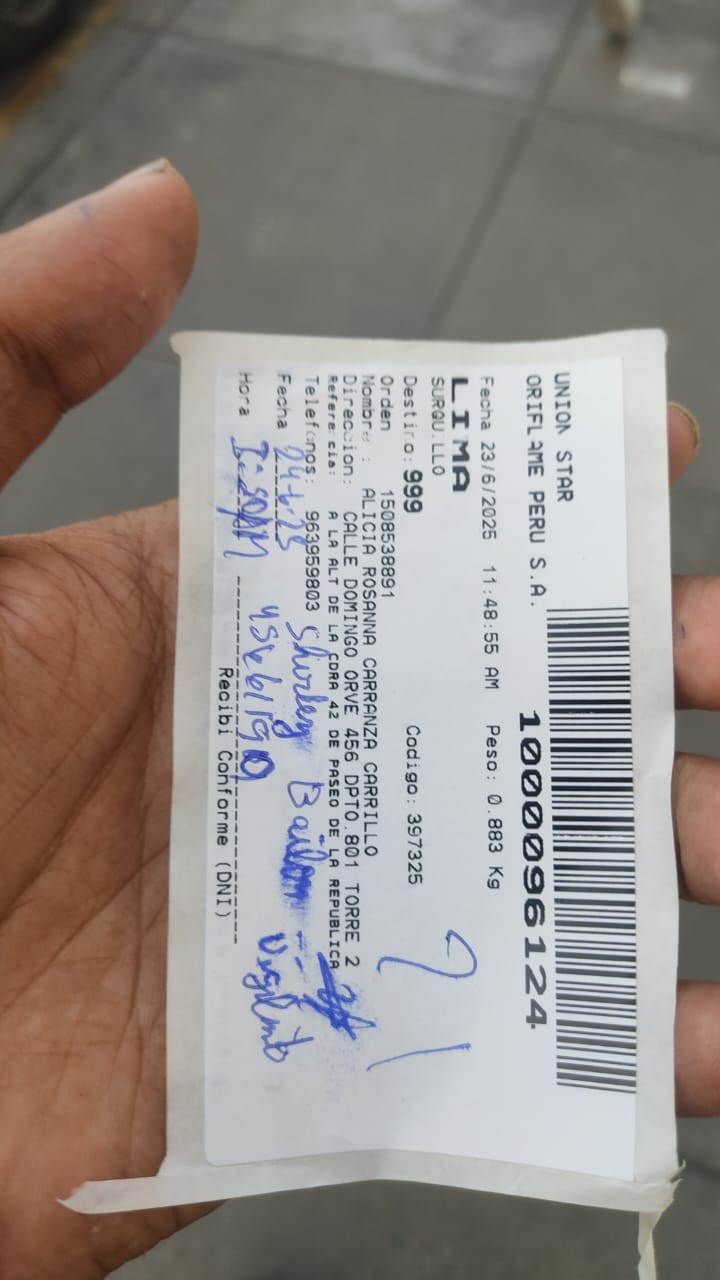 UNION STAR
ORIFLAME PERU S.A.
1000096124
Fecha 23/6/2025 11:48:55 AM Peso: 0.883 Kg
LIMA
SURQUILLO
Destino: 999 Codigo: 397325
Orden 1508538891
Nombre : ALICIA ROSANNA CARRANZA CARRILLO
Direccion: CALLE DOMINGO ORVE 456 DPTO.801 TORRE 2
Referencia: A LA ALT DE LA CDRA 42 DE PASEO DE LA REPUBLICA
Telefonos: 963959803
Fecha 24-6-25 Shirley Bailon
Hora
Recibi Conforme (DNI)